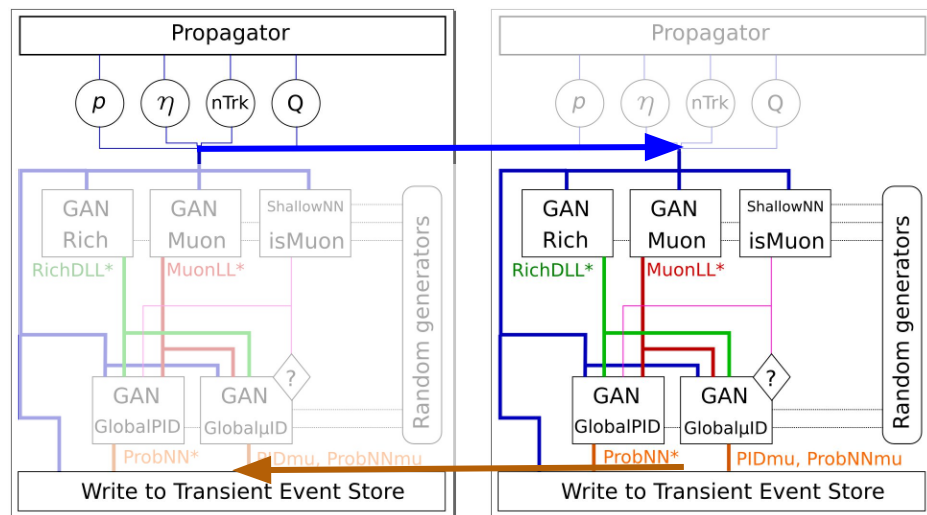 Propagator
p η nTrk Q
GAN Rich
GAN Muon
ShallowNN isMuon
RichDLL*
MuonLL*
Random generators
?
GAN GlobalPID
GAN GlobalμID
ProbNN*
PIDmu, ProbNNmu
Write to Transient Event Store
Propagator
p η nTrk Q
GAN Rich
GAN Muon
ShallowNN isMuon
RichDLL*
MuonLL*
Random generators
?
GAN GlobalPID
GAN GlobalμID
ProbNN*
PIDmu, ProbNNmu
Write to Transient Event Store